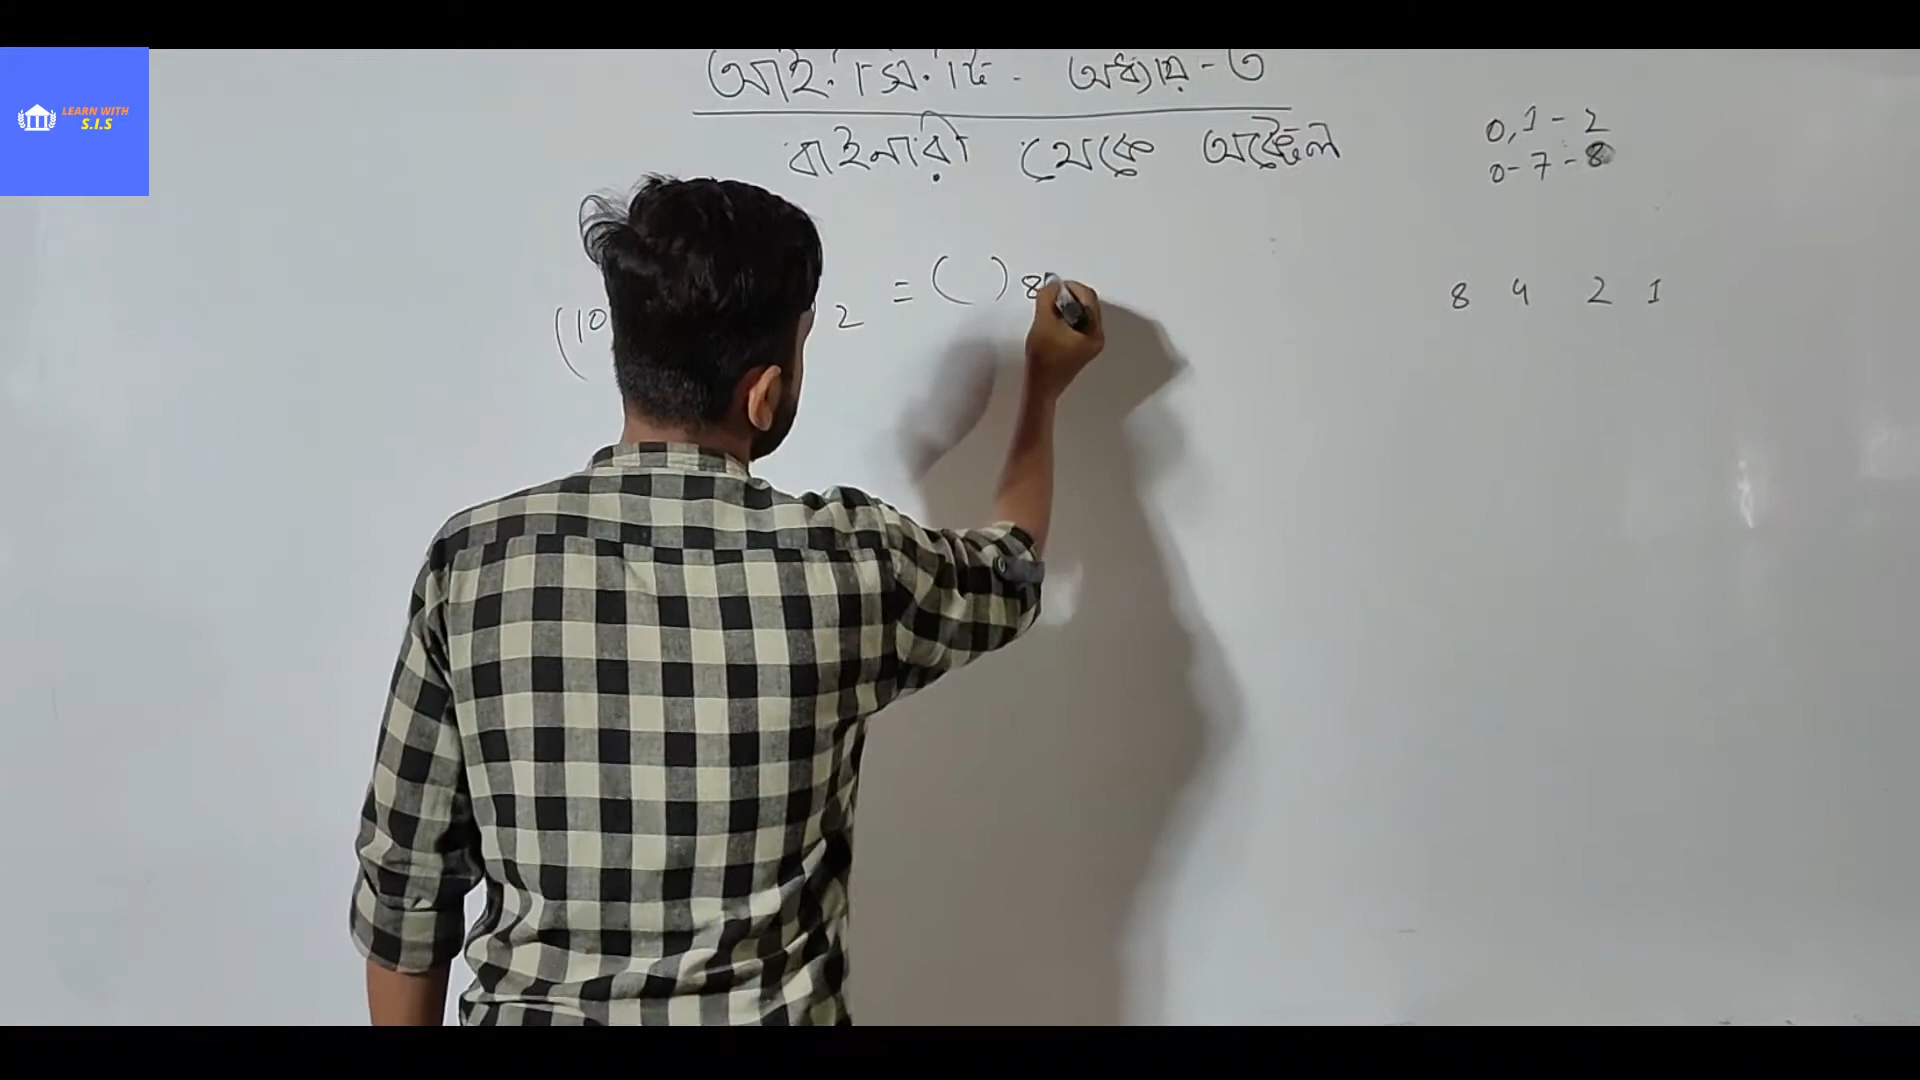 LEARN WITH
S.I.S
আই.সি.টি. অধ্যায়-৩
বাইনারী থেকে অক্টাল
0,1 - 2
0-7-8
(10
2 = ( ) 8
8 4 2 1